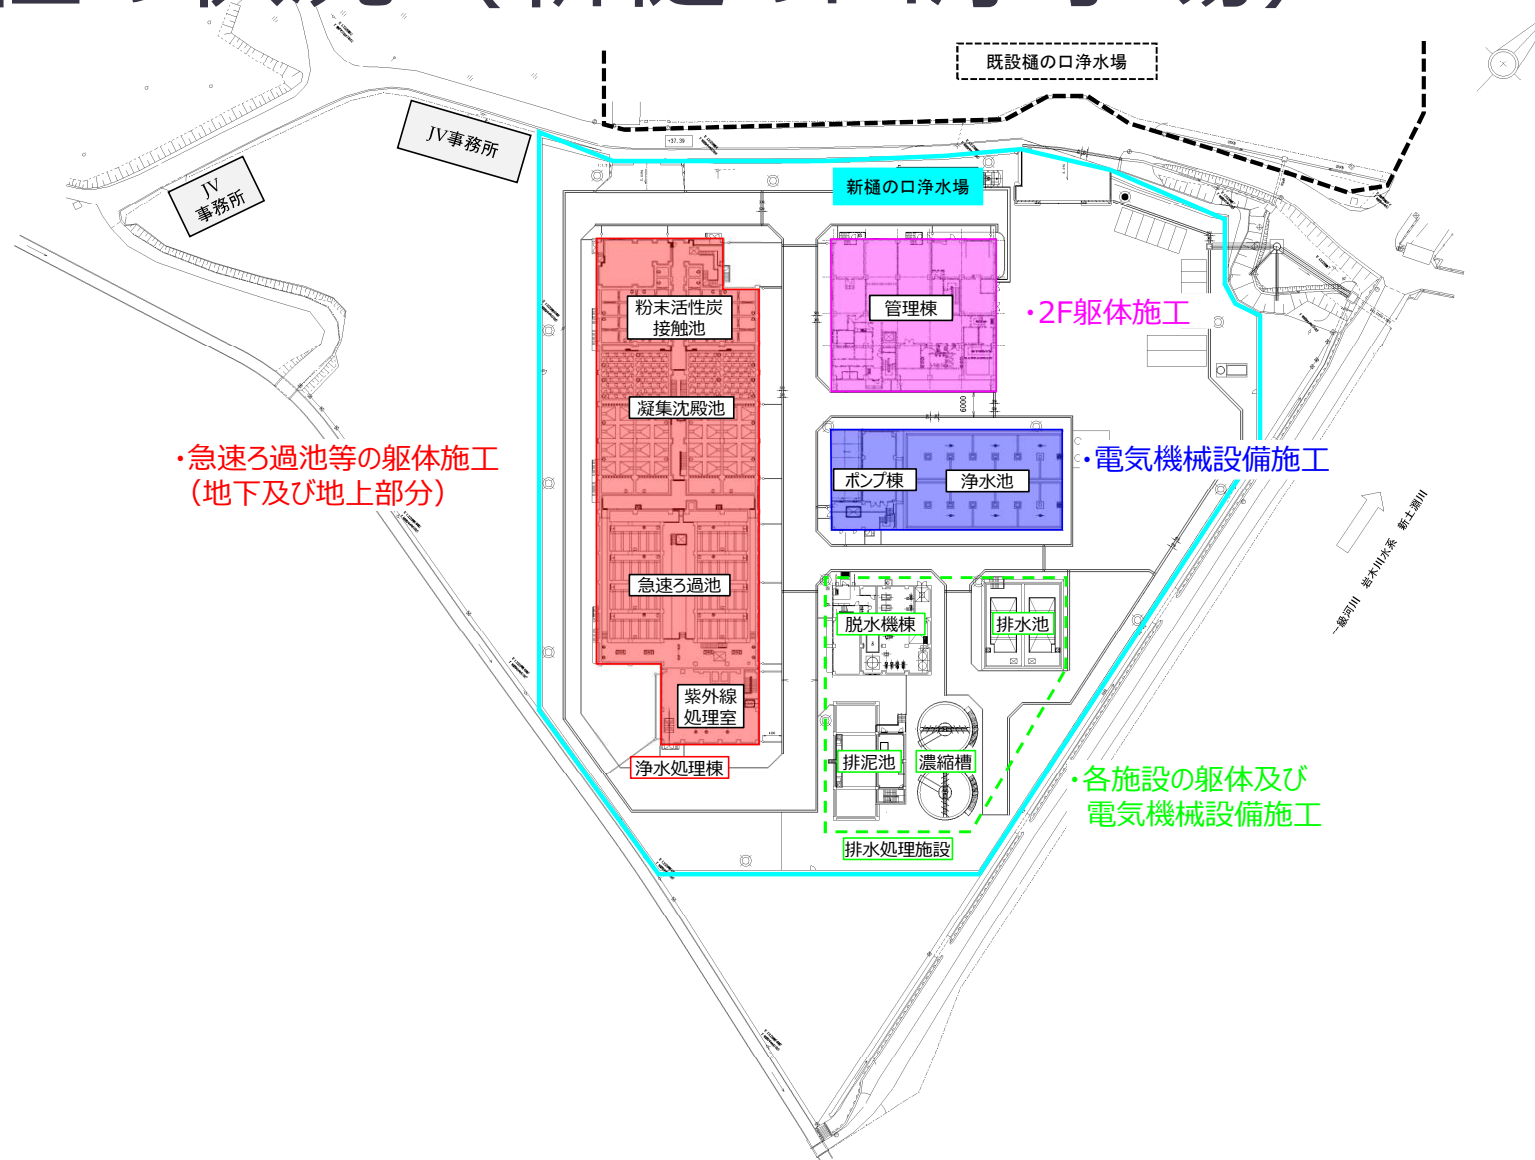 既設樋の口浄水場
JV事務所
JV
事務所
+37.39
新樋の口浄水場
粉末活性炭
接触池
管理棟
・2F躯体施工
凝集沈殿池
6000
・急速ろ過池等の躯体施工
（地下及び地上部分）
ポンプ棟
浄水池
・電気機械設備施工
急速ろ過池
脱水機棟
排水池
一級河川 岩木川水系 新土淵川
紫外線
処理室
浄水処理棟
排泥池
濃縮槽
・各施設の躯体及び
電気機械設備施工
排水処理施設